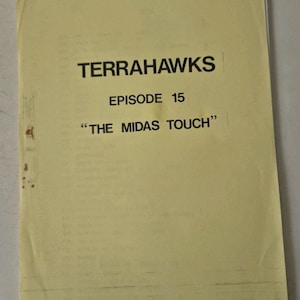 TERRAHAWKS
EPISODE 15
“THE MIDAS TOUCH”